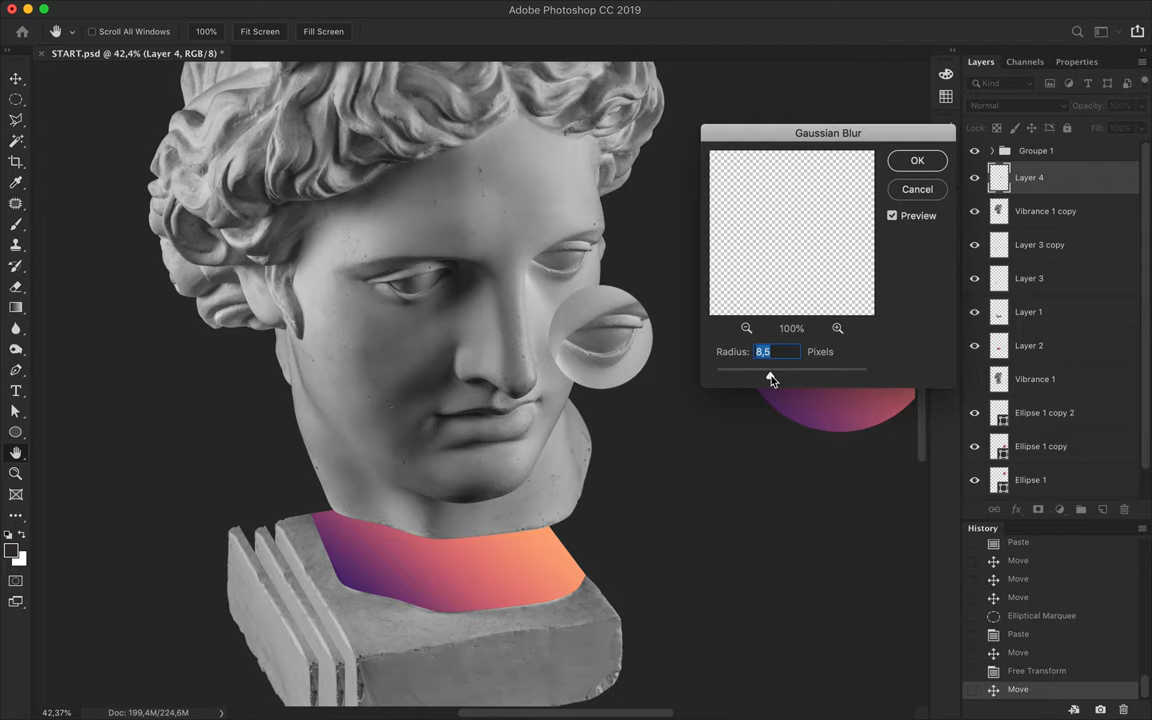 Adobe Photoshop CC 2019
Scroll All Windows
100%
Fit Screen
Fill Screen
START.psd @ 42,4% (Layer 4, RGB/8) *
Layers
Channels
Properties
Kind
Normal
Opacity: 100%
Lock:
Fill: 100%
Groupe 1
Layer 4
Vibrance 1 copy
Layer 3 copy
Layer 3
Layer 1
Layer 2
Vibrance 1
Ellipse 1 copy 2
Ellipse 1 copy
Ellipse 1
fx
Gaussian Blur
OK
Cancel
Preview
100%
Radius: 8,5 Pixels
History
Paste
Move
Move
Move
Elliptical Marquee
Paste
Move
Free Transform
Move
42,37%
Doc: 199,4M/224,6M